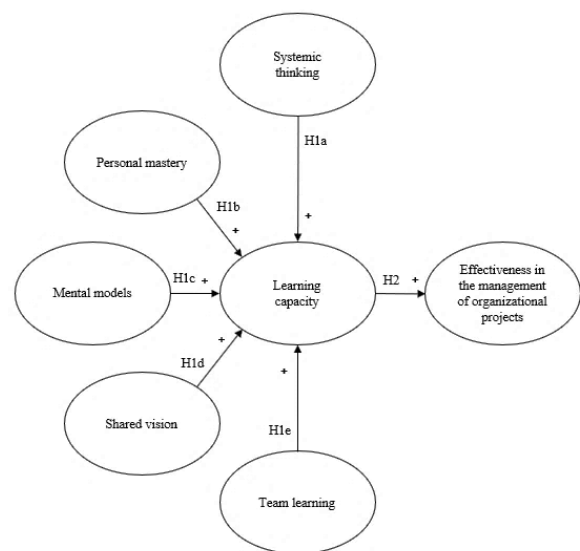 Systemic
thinking
H1a
+
Personal mastery
H1b
+
Mental models
H1c +
Learning
capacity
H2 +
Effectiveness in
the management
of organizational
projects
Shared vision
H1d
+
Team learning
H1e
+